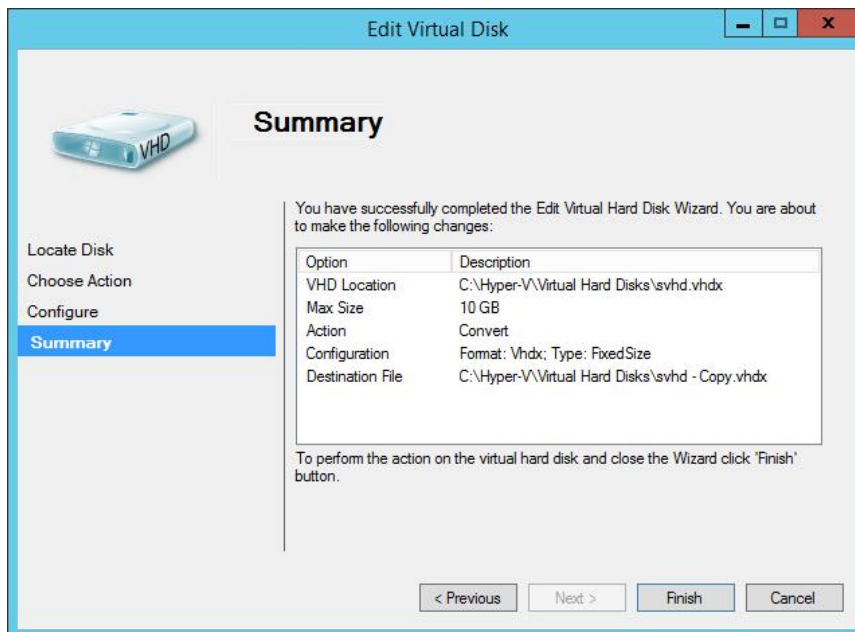 Edit Virtual Disk
VHD
Summary
Locate Disk
Choose Action
Configure
Summary
You have successfully completed the Edit Virtual Hard Disk Wizard. You are about
to make the following changes:
Option Description
VHD Location C:\Hyper-V\Virtual Hard Disks\svhd.vhdx
Max Size 10 GB
Action Convert
Configuration Format: Vhdx; Type: FixedSize
Destination File C:\Hyper-V\Virtual Hard Disks\svhd - Copy.vhdx
To perform the action on the virtual hard disk and close the Wizard click 'Finish'
button.
< Previous Next > Finish Cancel